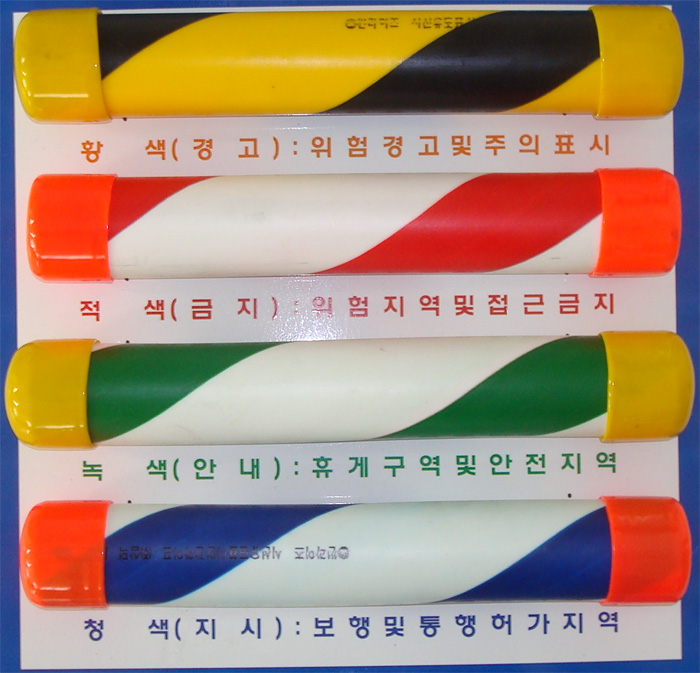 황 색(경 고):위험경고및주의표시
적 색(금 지):위험지역및접근금지
녹 색(안 내):휴게구역및안전지역
청 색(지 시):보행및통행허가지역